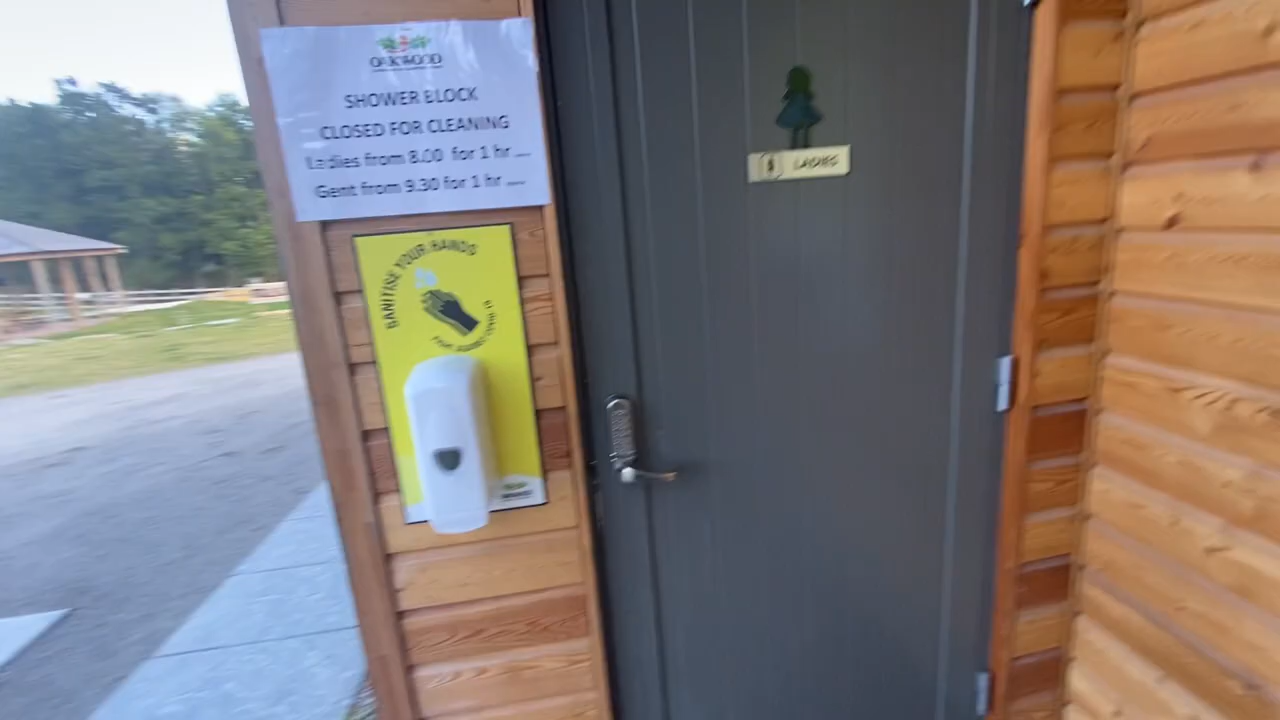 OAKWOOD
SHOWER BLOCK
CLOSED FOR CLEANING
Ladies from 8.00 for 1 hr
Gent from 9.30 for 1 hr
SANITISE YOUR HANDS
LADIES